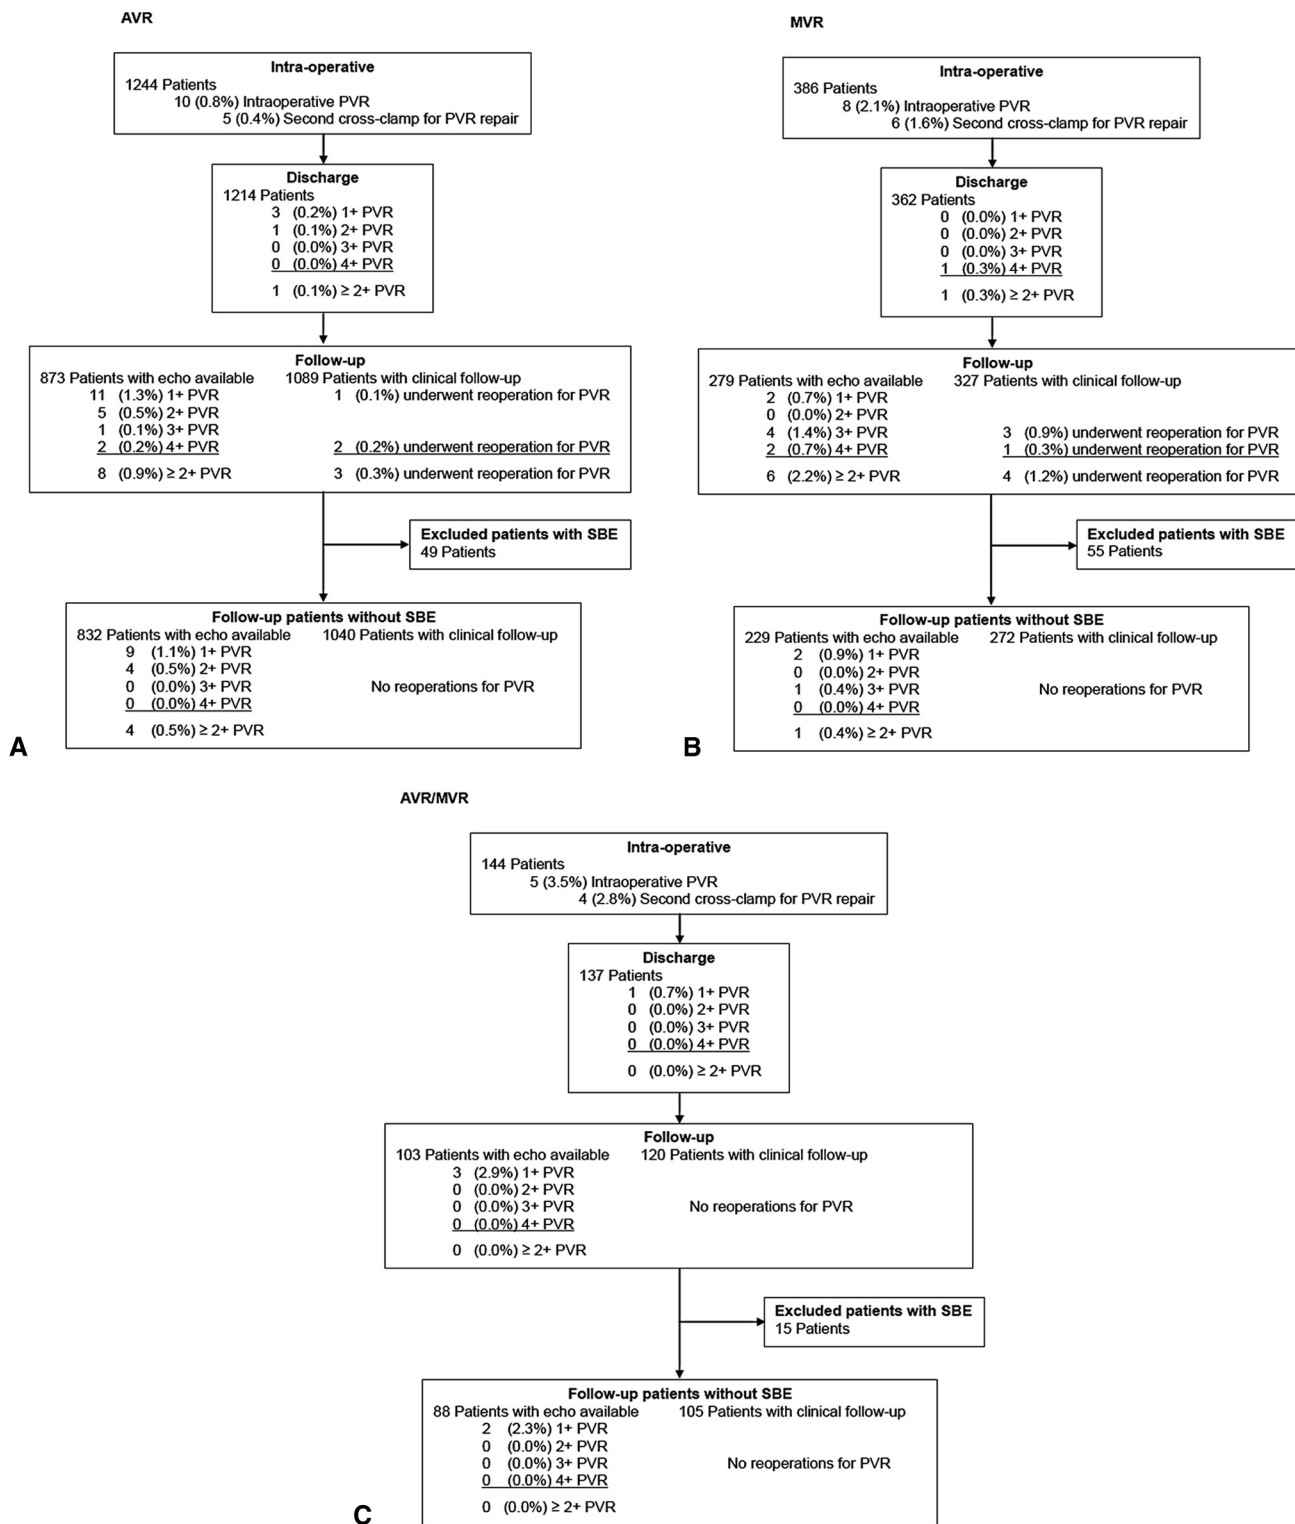 AVR
Intra-operative
1244 Patients
10 (0.8%) Intraoperative PVR
5 (0.4%) Second cross-clamp for PVR repair
Discharge
1214 Patients
3 (0.2%) 1+ PVR
1 (0.1%) 2+ PVR
0 (0.0%) 3+ PVR
0 (0.0%) 4+ PVR
1 (0.1%) ≥ 2+ PVR
Follow-up
873 Patients with echo available 1089 Patients with clinical follow-up
11 (1.3%) 1+ PVR 1 (0.1%) underwent reoperation for PVR
5 (0.5%) 2+ PVR
1 (0.1%) 3+ PVR
2 (0.2%) 4+ PVR 2 (0.2%) underwent reoperation for PVR
8 (0.9%) ≥ 2+ PVR 3 (0.3%) underwent reoperation for PVR
Excluded patients with SBE
49 Patients
Follow-up patients without SBE
832 Patients with echo available 1040 Patients with clinical follow-up
9 (1.1%) 1+ PVR
4 (0.5%) 2+ PVR
0 (0.0%) 3+ PVR No reoperations for PVR
0 (0.0%) 4+ PVR
4 (0.5%) ≥ 2+ PVR
A
MVR
Intra-operative
386 Patients
8 (2.1%) Intraoperative PVR
6 (1.6%) Second cross-clamp for PVR repair
Discharge
362 Patients
0 (0.0%) 1+ PVR
0 (0.0%) 2+ PVR
0 (0.0%) 3+ PVR
1 (0.3%) 4+ PVR
1 (0.3%) ≥ 2+ PVR
Follow-up
279 Patients with echo available 327 Patients with clinical follow-up
2 (0.7%) 1+ PVR
0 (0.0%) 2+ PVR
4 (1.4%) 3+ PVR 3 (0.9%) underwent reoperation for PVR
2 (0.7%) 4+ PVR 1 (0.3%) underwent reoperation for PVR
6 (2.2%) ≥ 2+ PVR 4 (1.2%) underwent reoperation for PVR
Excluded patients with SBE
55 Patients
Follow-up patients without SBE
229 Patients with echo available 272 Patients with clinical follow-up
2 (0.9%) 1+ PVR
0 (0.0%) 2+ PVR
1 (0.4%) 3+ PVR No reoperations for PVR
0 (0.0%) 4+ PVR
1 (0.4%) ≥ 2+ PVR
B
AVR/MVR
Intra-operative
144 Patients
5 (3.5%) Intraoperative PVR
4 (2.8%) Second cross-clamp for PVR repair
Discharge
137 Patients
1 (0.7%) 1+ PVR
0 (0.0%) 2+ PVR
0 (0.0%) 3+ PVR
0 (0.0%) 4+ PVR
0 (0.0%) ≥ 2+ PVR
Follow-up
103 Patients with echo available 120 Patients with clinical follow-up
3 (2.9%) 1+ PVR
0 (0.0%) 2+ PVR
0 (0.0%) 3+ PVR No reoperations for PVR
0 (0.0%) 4+ PVR
0 (0.0%) ≥ 2+ PVR
Excluded patients with SBE
15 Patients
Follow-up patients without SBE
88 Patients with echo available 105 Patients with clinical follow-up
2 (2.3%) 1+ PVR
0 (0.0%) 2+ PVR
0 (0.0%) 3+ PVR No reoperations for PVR
0 (0.0%) 4+ PVR
0 (0.0%) ≥ 2+ PVR
C